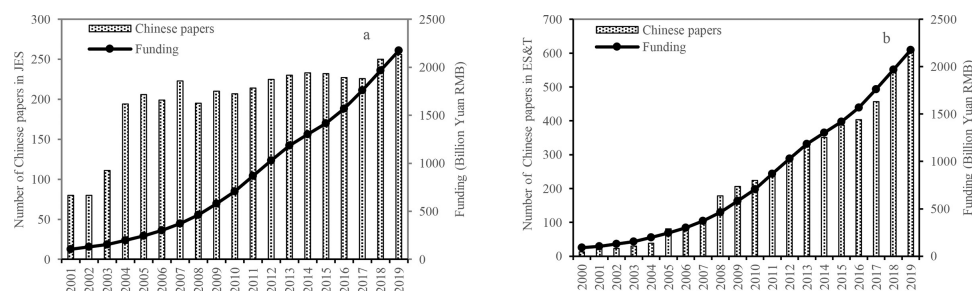 a
Chinese papers
Funding
Number of Chinese papers in JES
300
250
200
150
100
50
0
2500
2000
1500
1000
500
0
Funding (Billion Yuan RMB)
2001 2002 2003 2004 2005 2006 2007 2008 2009 2010 2011 2012 2013 2014 2015 2016 2017 2018 2019
b
Chinese papers
Funding
Number of Chinese papers in ES&T
700
600
500
400
300
200
100
0
2500
2000
1500
1000
500
0
Funding (Billion Yuan RMB)
2000 2001 2002 2003 2004 2005 2006 2007 2008 2009 2010 2011 2012 2013 2014 2015 2016 2017 2018 2019